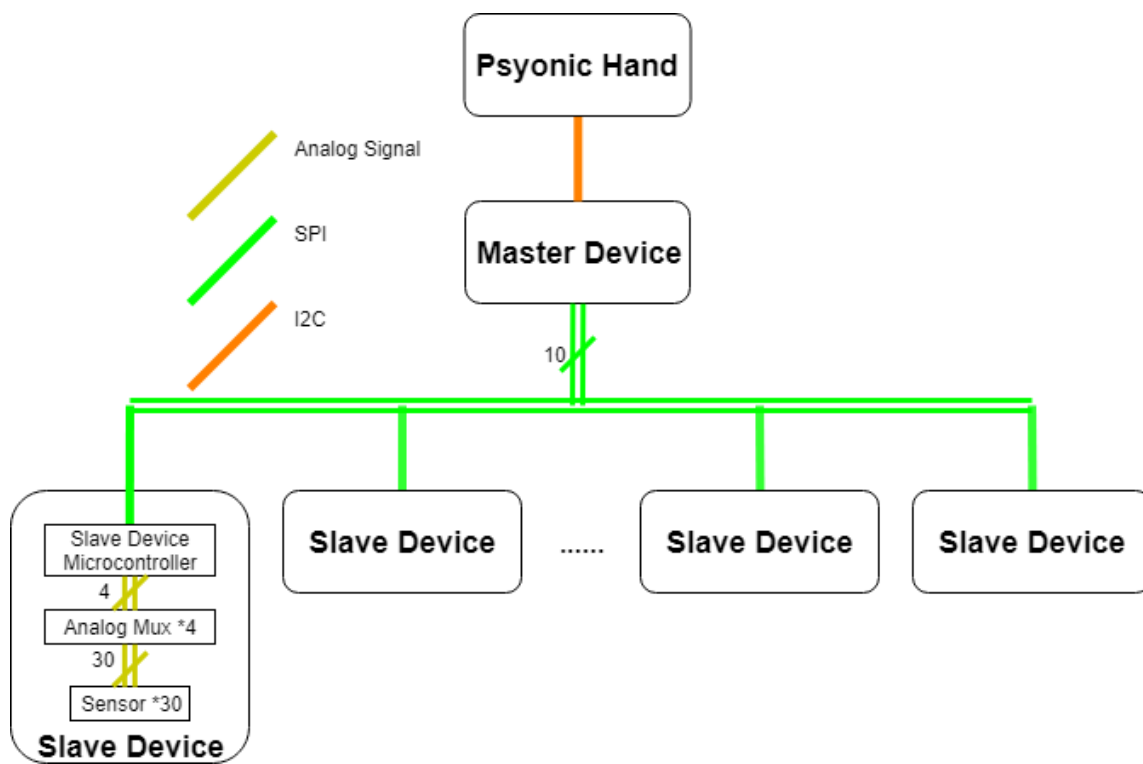 Psyonic Hand
Analog Signal
SPI
Master Device
I2C
10
Slave Device
Microcontroller
4
Analog Mux *4
30
Sensor *30
Slave Device
Slave Device
......
Slave Device
Slave Device